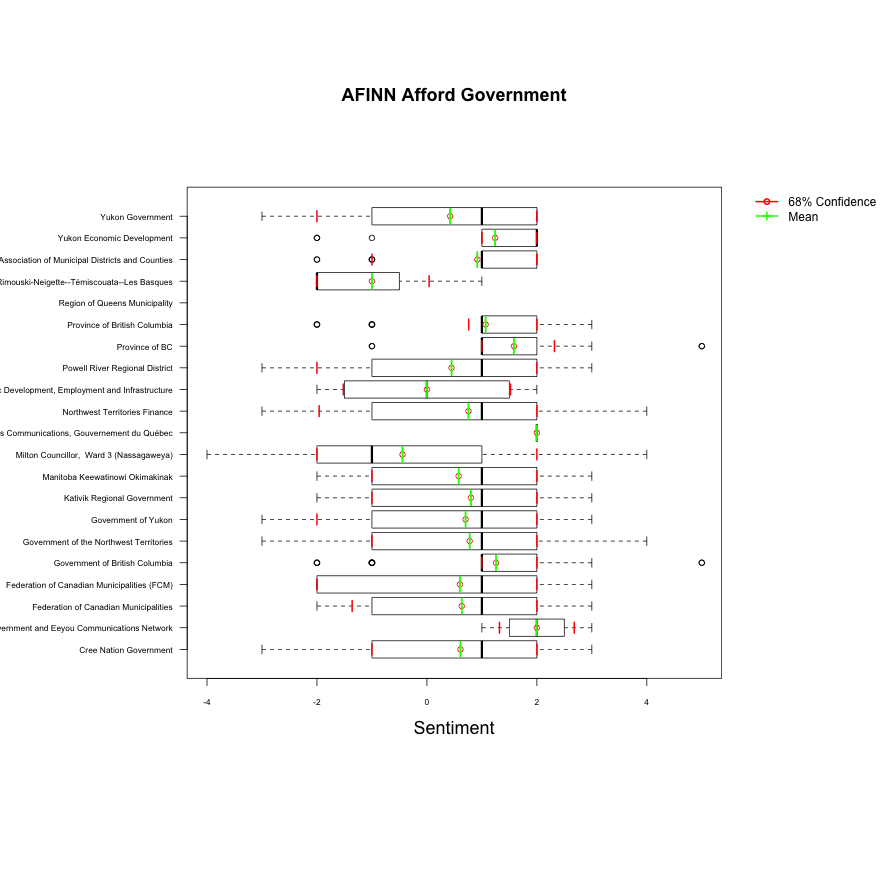 AFINN Afford Government
68% Confidence
Mean
Yukon Government
Yukon Economic Development
Association of Municipal Districts and Counties
Rimouski-Neigette--Témiscouata--Les Basques
Region of Queens Municipality
Province of British Columbia
Province of BC
Powell River Regional District
Development, Employment and Infrastructure
Northwest Territories Finance
s Communications, Gouvernement du Québec
Milton Councillor, Ward 3 (Nassagaweya)
Manitoba Keewatinowi Okimakinak
Kativik Regional Government
Government of Yukon
Government of the Northwest Territories
Government of British Columbia
Federation of Canadian Municipalities (FCM)
Federation of Canadian Municipalities
ernment and Eeyou Communications Network
Cree Nation Government
-4 -2 0 2 4
Sentiment